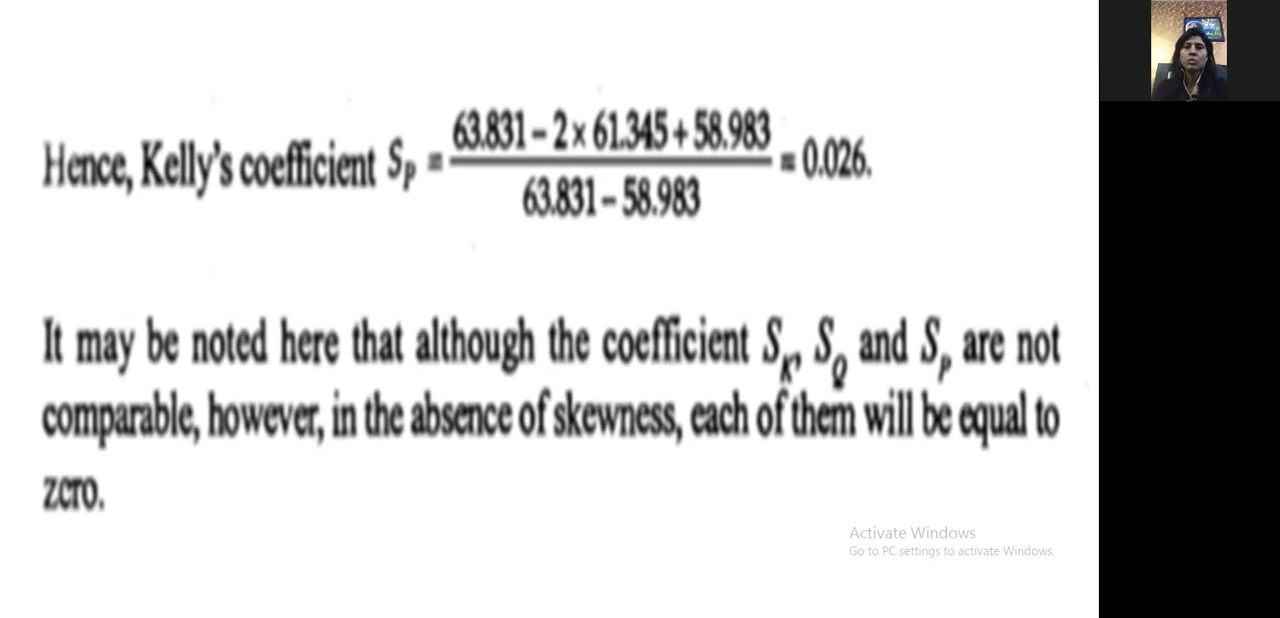 Hence, Kelly's coefficient S_P = (63.831 – 2 × 61.345 + 58.983) / (63.831 – 58.983) = 0.026.
It may be noted here that although the coefficient S_K, S_Q and S_P are not
comparable, however, in the absence of skewness, each of them will be equal to
zero.
Activate Windows
Go to PC settings to activate Windows.